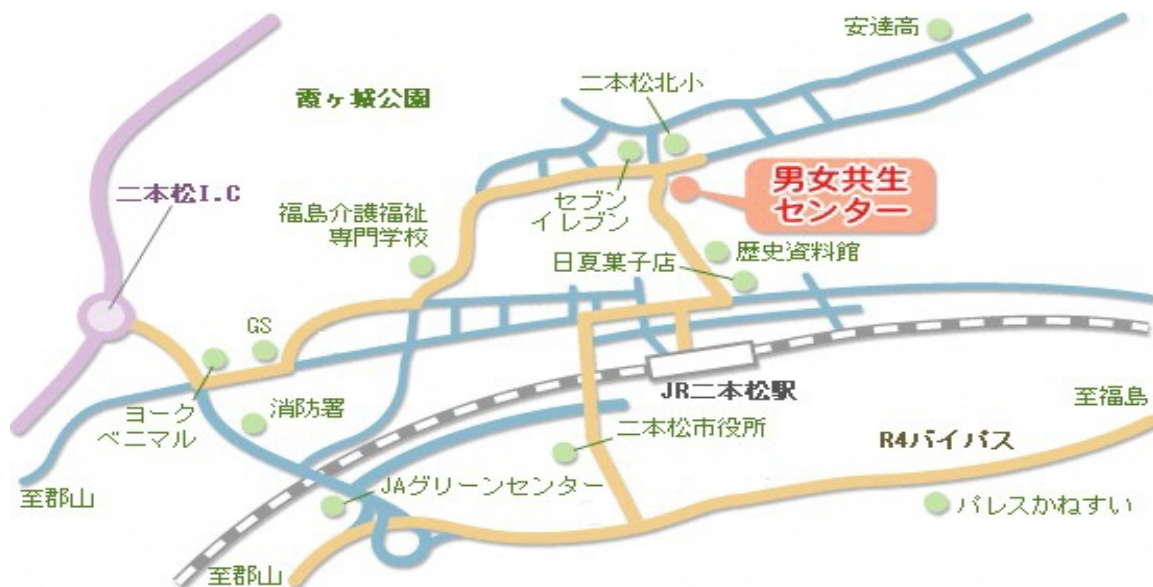 安達高
二本松北小
霞ヶ城公園
男女共生
センター
二本松I.C
セブン
イレブン
福島介護福祉
専門学校
歴史資料館
日夏菓子店
GS
JR二本松駅
至福島
ヨーク
ベニマル
消防署
二本松市役所
R4バイパス
至郡山
JAグリーンセンター
パレスかねすい
至郡山